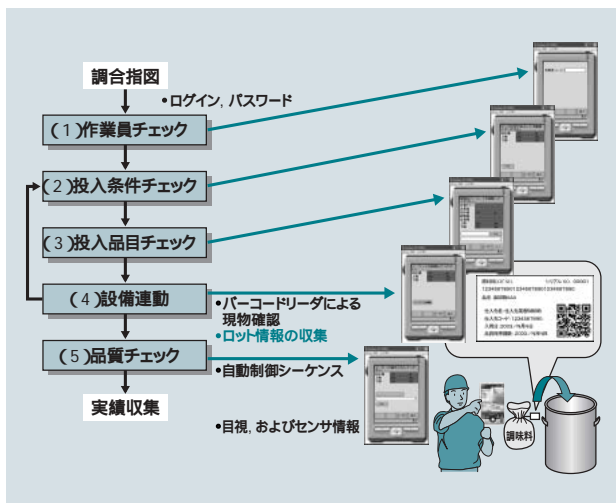 調合指図
•ログイン, パスワード
(1)作業員チェック
(2)投入条件チェック
(3)投入品目チェック
(4)設備連動
•バーコードリーダによる
現物確認
•ロット情報の収集
(5)品質チェック
•自動制御シーケンス
実績収集
•目視, およびセンサ情報
調味料